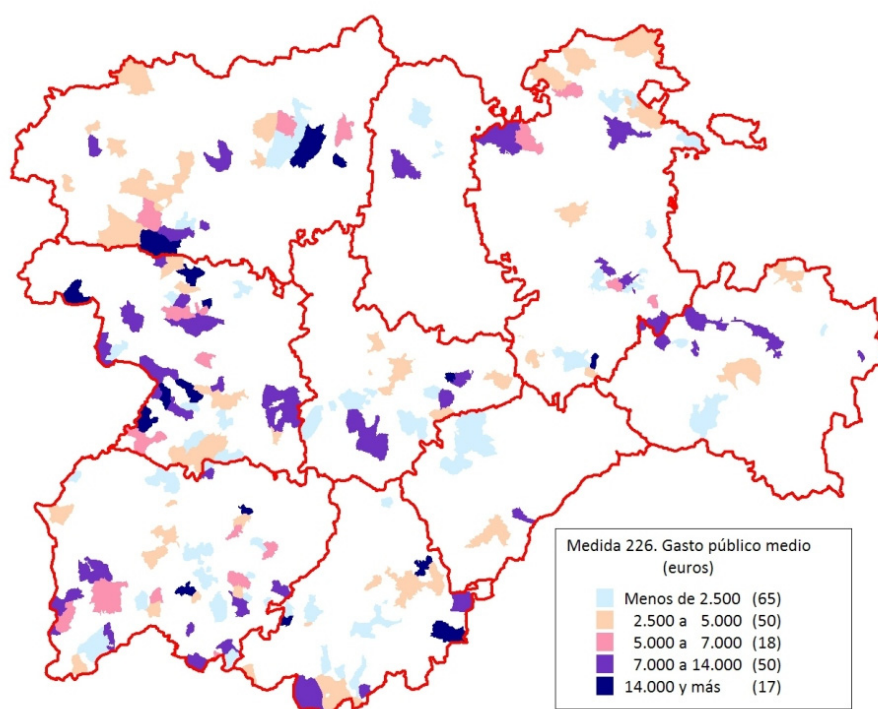 Medida 226. Gasto público medio
(euros)
Menos de 2.500 (65)
2.500 a 5.000 (50)
5.000 a 7.000 (18)
7.000 a 14.000 (50)
14.000 y más (17)